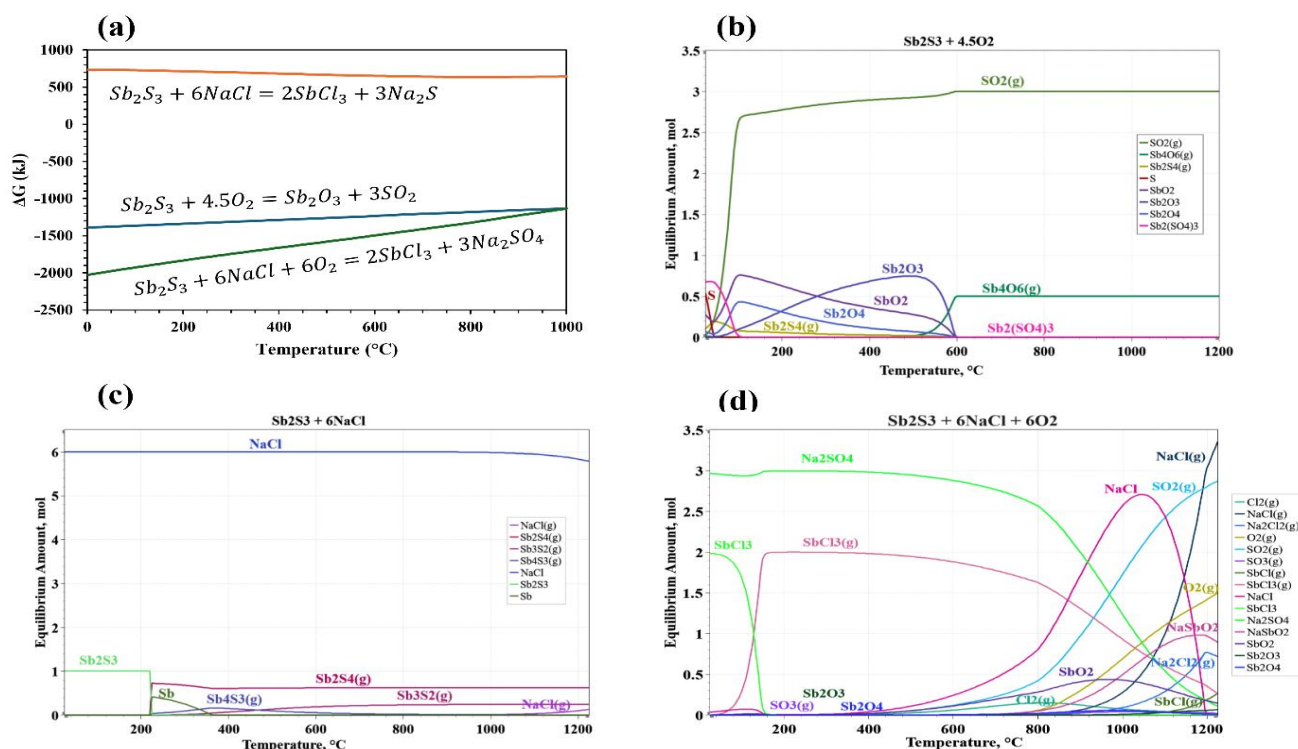 (a)
1000
500
0
-500
-1000
-1500
-2000
-2500
ΔG (kJ)
Sb₂S₃ + 6NaCl = 2SbCl₃ + 3Na₂S
Sb₂S₃ + 4.5O₂ = Sb₂O₃ + 3SO₂
Sb₂S₃ + 6NaCl + 6O₂ = 2SbCl₃ + 3Na₂SO₄
0 200 400 600 800 1000
Temperature (°C)
(b)
Sb2S3 + 4.5O2
3.5
3
2.5
2
1.5
1
0.5
0
Equilibrium Amount, mol
SO2(g)
SO2(g)
Sb4O6(g)
Sb2S4(g)
S
SbO2
Sb2O3
Sb2O4
Sb2(SO4)3
Sb2O3
S
SbO2
Sb2O4
Sb2S4(g)
Sb4O6(g)
Sb2(SO4)3
200 400 600 800 1000 1200
Temperature, °C
(c)
Sb2S3 + 6NaCl
6
5
4
3
2
1
0
Equilibrium Amount, mol
NaCl
NaCl(g)
Sb2S4(g)
Sb3S2(g)
Sb4S3(g)
NaCl
Sb2S3
Sb
Sb2S3
Sb
Sb4S3(g)
Sb2S4(g)
Sb3S2(g)
NaCl(g)
200 400 600 800 1000 1200
Temperature, °C
(d)
Sb2S3 + 6NaCl + 6O2
3.5
3
2.5
2
1.5
1
0.5
0
Equilibrium Amount, mol
Na2SO4
NaCl(g)
NaCl
SO2(g)
SbCl3
SbCl3(g)
O2(g)
NaSbO2
SbO2
Na2Cl2(g)
Sb2O3
SO3(g)
Sb2O4
Cl2(g)
SbCl(g)
Cl2(g)
NaCl(g)
Na2Cl2(g)
O2(g)
SO2(g)
SO3(g)
SbCl(g)
SbCl3(g)
NaCl
SbCl3
Na2SO4
NaSbO2
SbO2
Sb2O3
Sb2O4
200 400 600 800 1000 1200
Temperature, °C